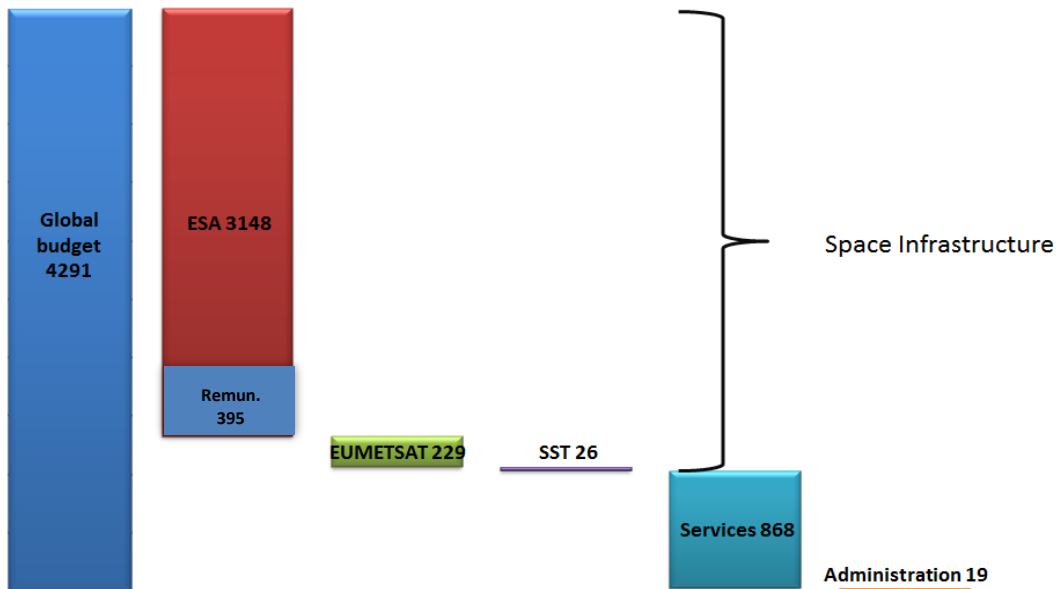 Global
budget
4291
ESA 3148
Remun.
395
EUMETSAT 229
SST 26
Space Infrastructure
Services 868
Administration 19